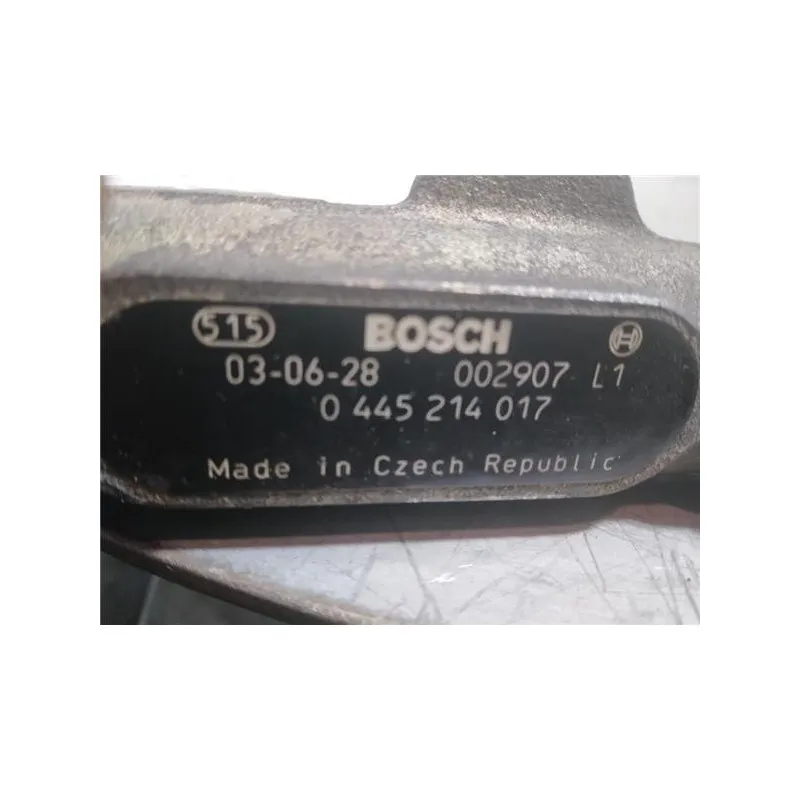 515 BOSCH
03-06-28 002907 L1
0 445 214 017
Made in Czech Republic